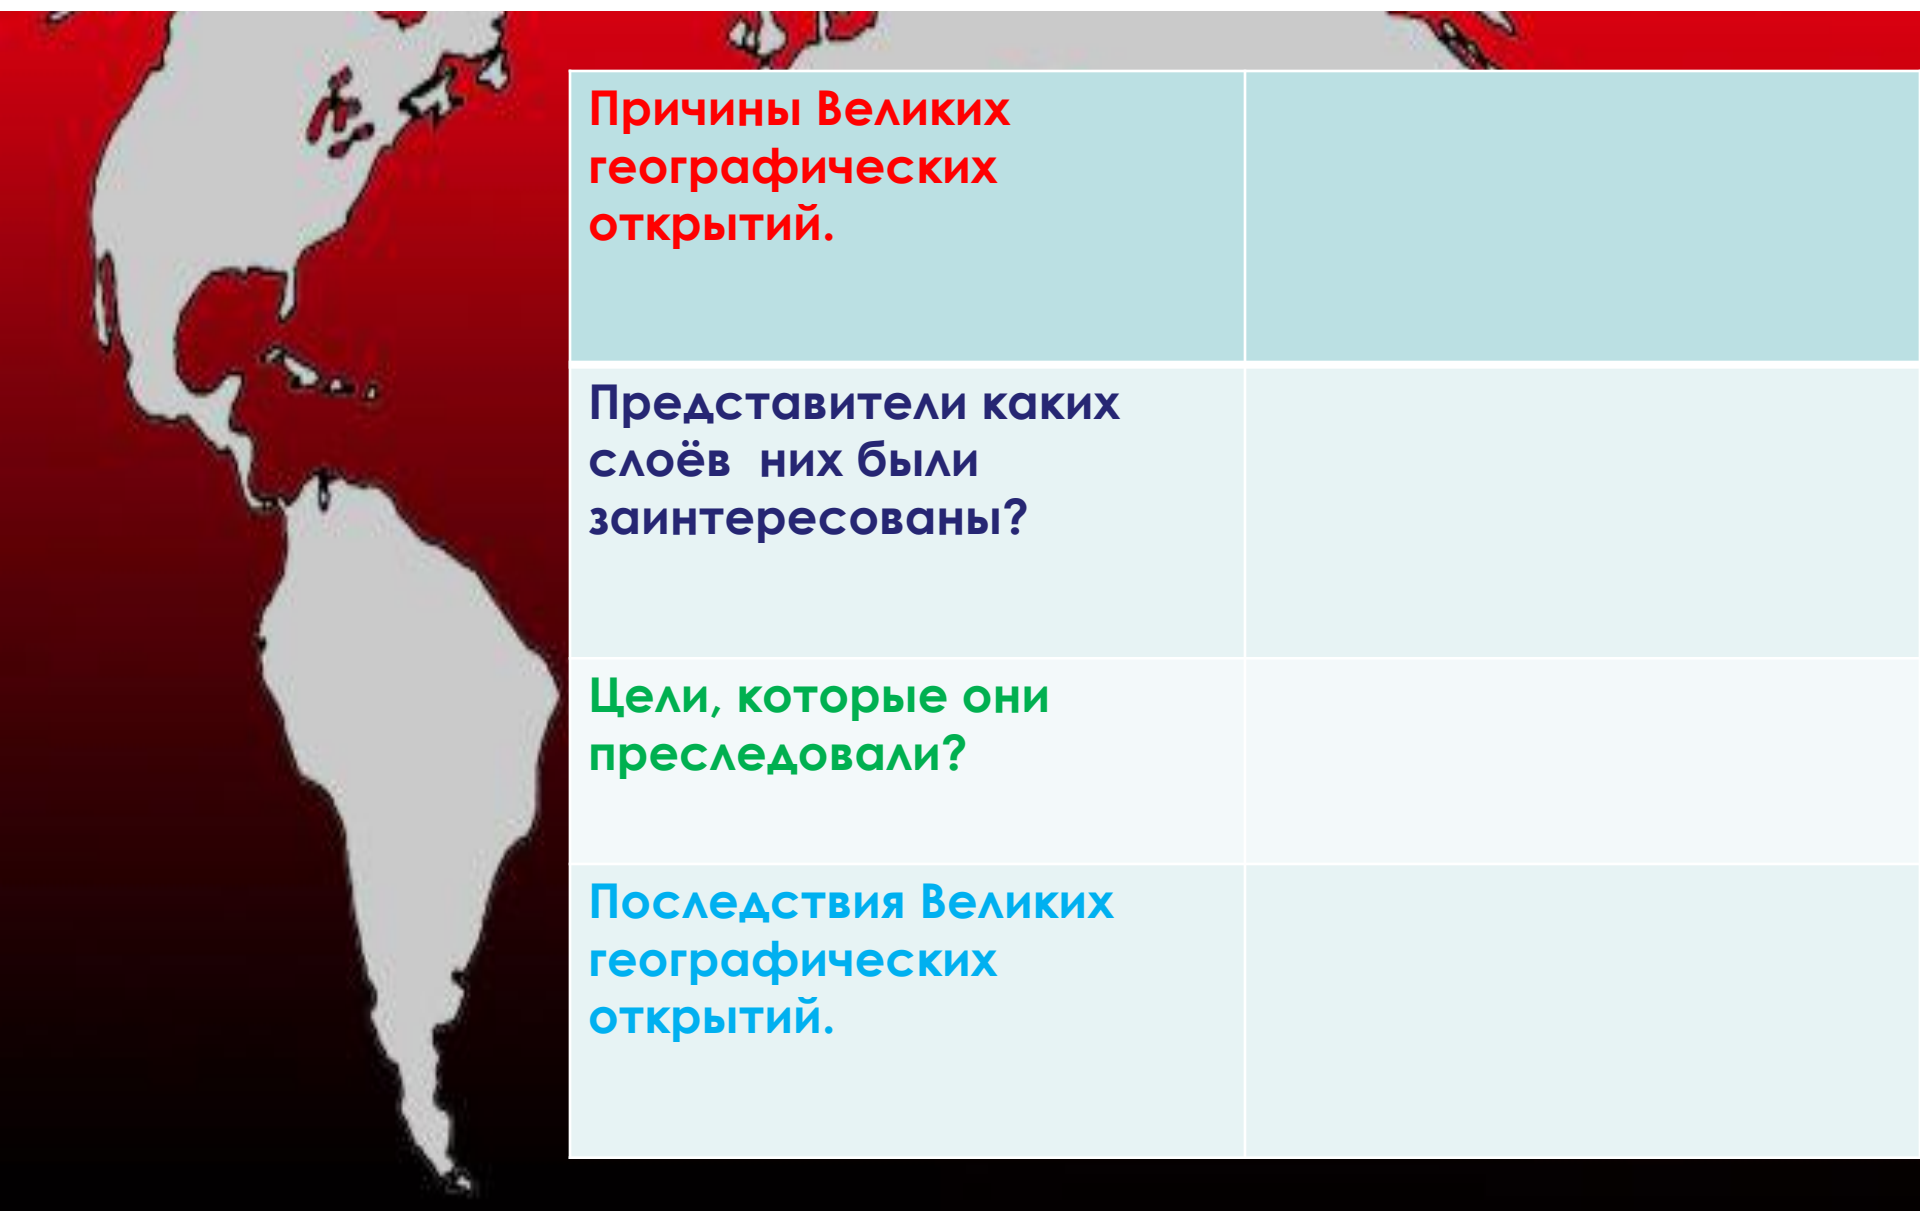 Причины Великих
географических
открытий.
Представители каких
слоёв  них были
заинтересованы?
Цели, которые они
преследовали?
Последствия Великих
географических
открытий.